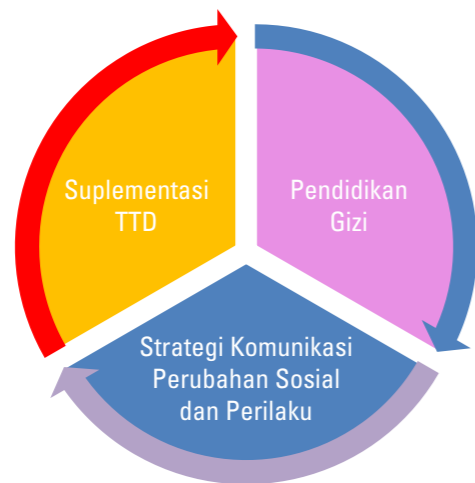 Suplementasi
TTD
Pendidikan
Gizi
Strategi Komunikasi
Perubahan Sosial
dan Perilaku